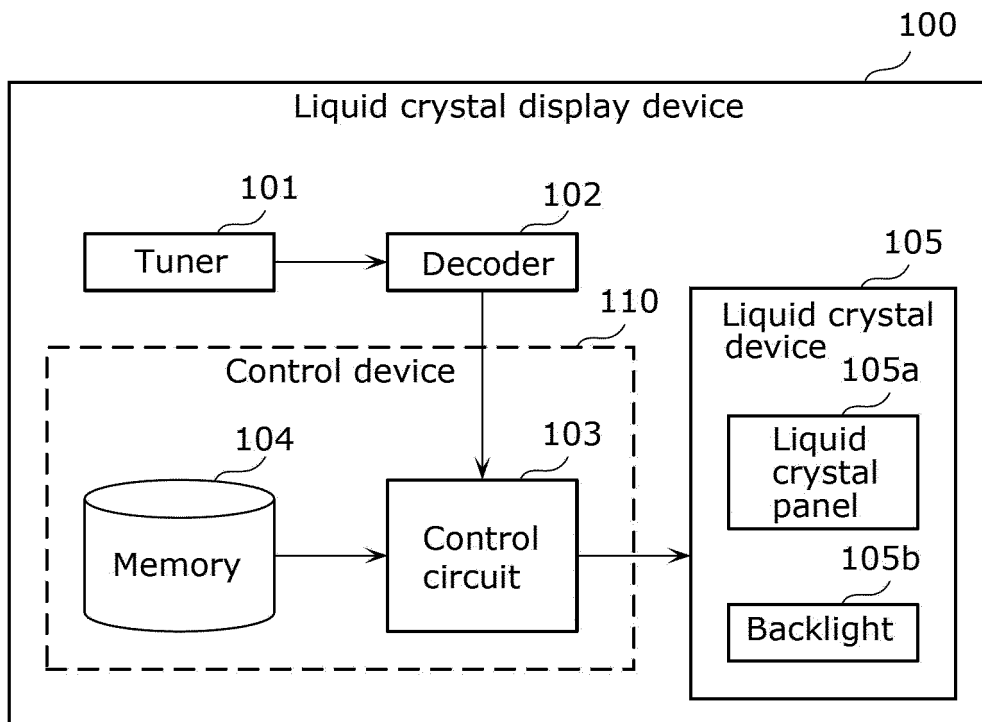 100
Liquid crystal display device
101
102
Tuner
Decoder
105
110
Liquid crystal
device
Control device
105a
104
103
Liquid
crystal
panel
Memory
Control
circuit
105b
Backlight